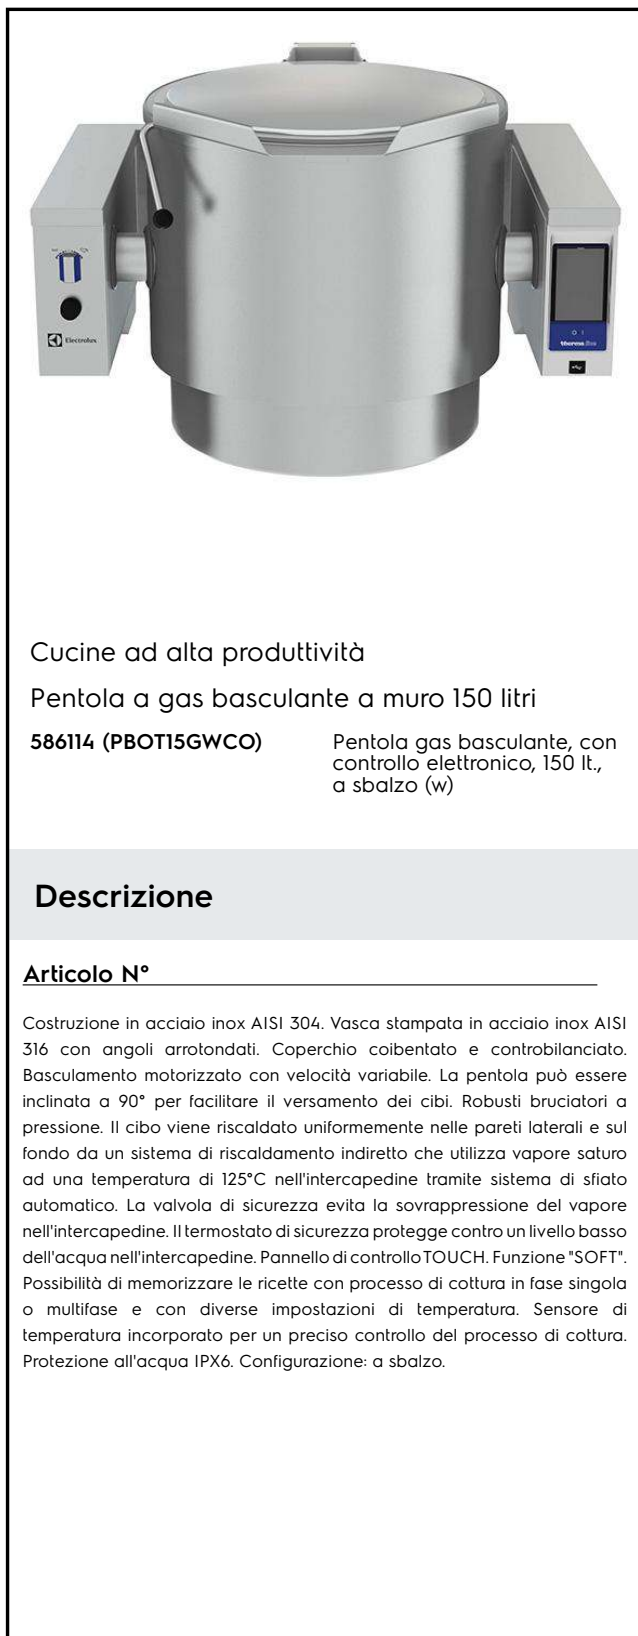 Electrolux
thermaline
Cucine ad alta produttività
Pentola a gas basculante a muro 150 litri
586114 (PBOT15GWCO)
Pentola gas basculante, con
controllo elettronico, 150 lt.,
a sbalzo (w)
Descrizione
Articolo N°
Costruzione in acciaio inox AISI 304. Vasca stampata in acciaio inox AISI
316 con angoli arrotondati. Coperchio coibentato e controbilanciato.
Basculamento motorizzato con velocità variabile. La pentola può essere
inclinata a 90° per facilitare il versamento dei cibi. Robusti bruciatori a
pressione. Il cibo viene riscaldato uniformemente nelle pareti laterali e sul
fondo da un sistema di riscaldamento indiretto che utilizza vapore saturo
ad una temperatura di 125°C nell'intercapedine tramite sistema di sfiato
automatico. La valvola di sicurezza evita la sovrappressione del vapore
nell'intercapedine. Il termostato di sicurezza protegge contro un livello basso
dell'acqua nell'intercapedine. Pannello di controllo TOUCH. Funzione "SOFT".
Possibilità di memorizzare le ricette con processo di cottura in fase singola
o multifase e con diverse impostazioni di temperatura. Sensore di
temperatura incorporato per un preciso controllo del processo di cottura.
Protezione all'acqua IPX6. Configurazione: a sbalzo.